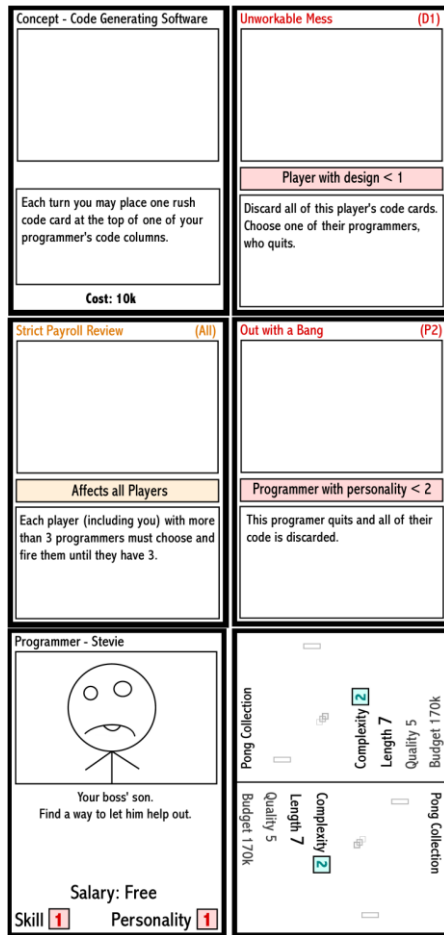 Concept - Code Generating Software
Each turn you may place one rush
code card at the top of one of your
programmer's code columns.
Cost: 10k
Unworkable Mess (D1)
Player with design < 1
Discard all of this player's code cards.
Choose one of their programmers,
who quits.
Strict Payroll Review (All)
Affects all Players
Each player (including you) with more
than 3 programmers must choose and
fire them until they have 3.
Out with a Bang (P2)
Programmer with personality < 2
This programer quits and all of their
code is discarded.
Programmer - Stevie
Your boss' son.
Find a way to let him help out.
Salary: Free
Skill 1 Personality 1
Pong Collection
Complexity 2
Length 7
Quality 5
Budget 170k
Pong Collection
Complexity 2
Length 7
Quality 5
Budget 170k